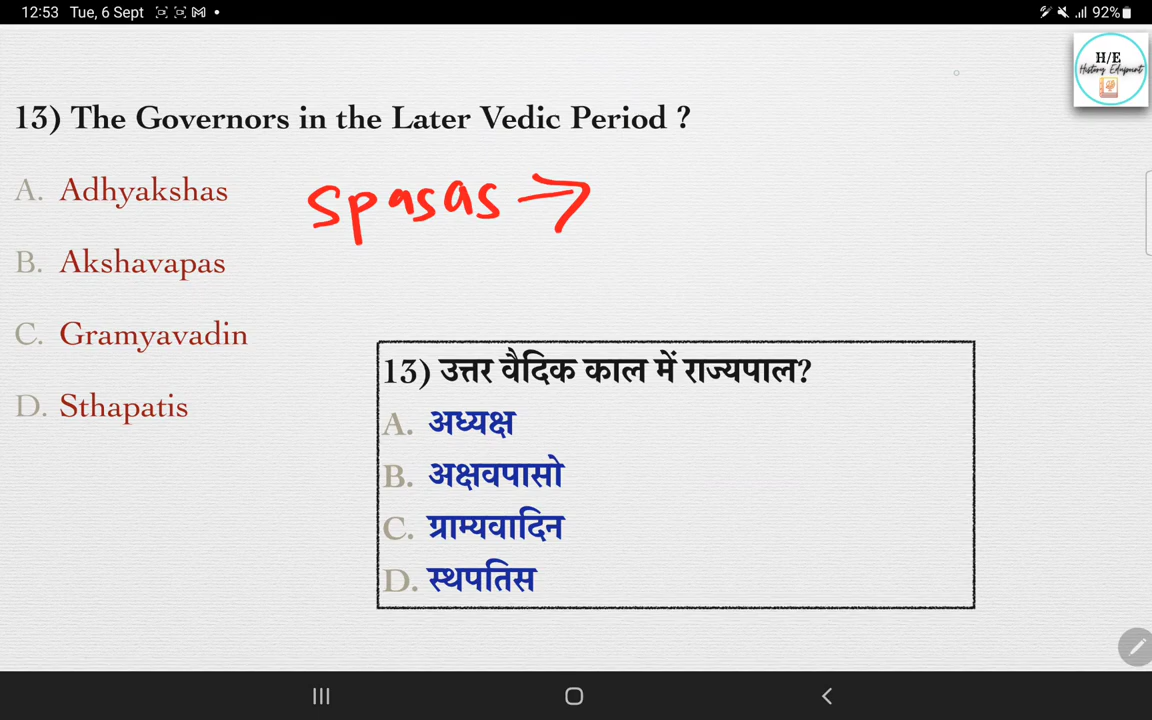 12:53 Tue, 6 Sept
92%
H/E
History Edupoint
13) The Governors in the Later Vedic Period ?
A. Adhyakshas
spasas →
B. Akshavapas
C. Gramyavadin
D. Sthapatis
13) उत्तर वैदिक काल में राज्यपाल?
A. अध्यक्ष
B. अक्षवपासो
C. ग्राम्यवादिन
D. स्थपतिस